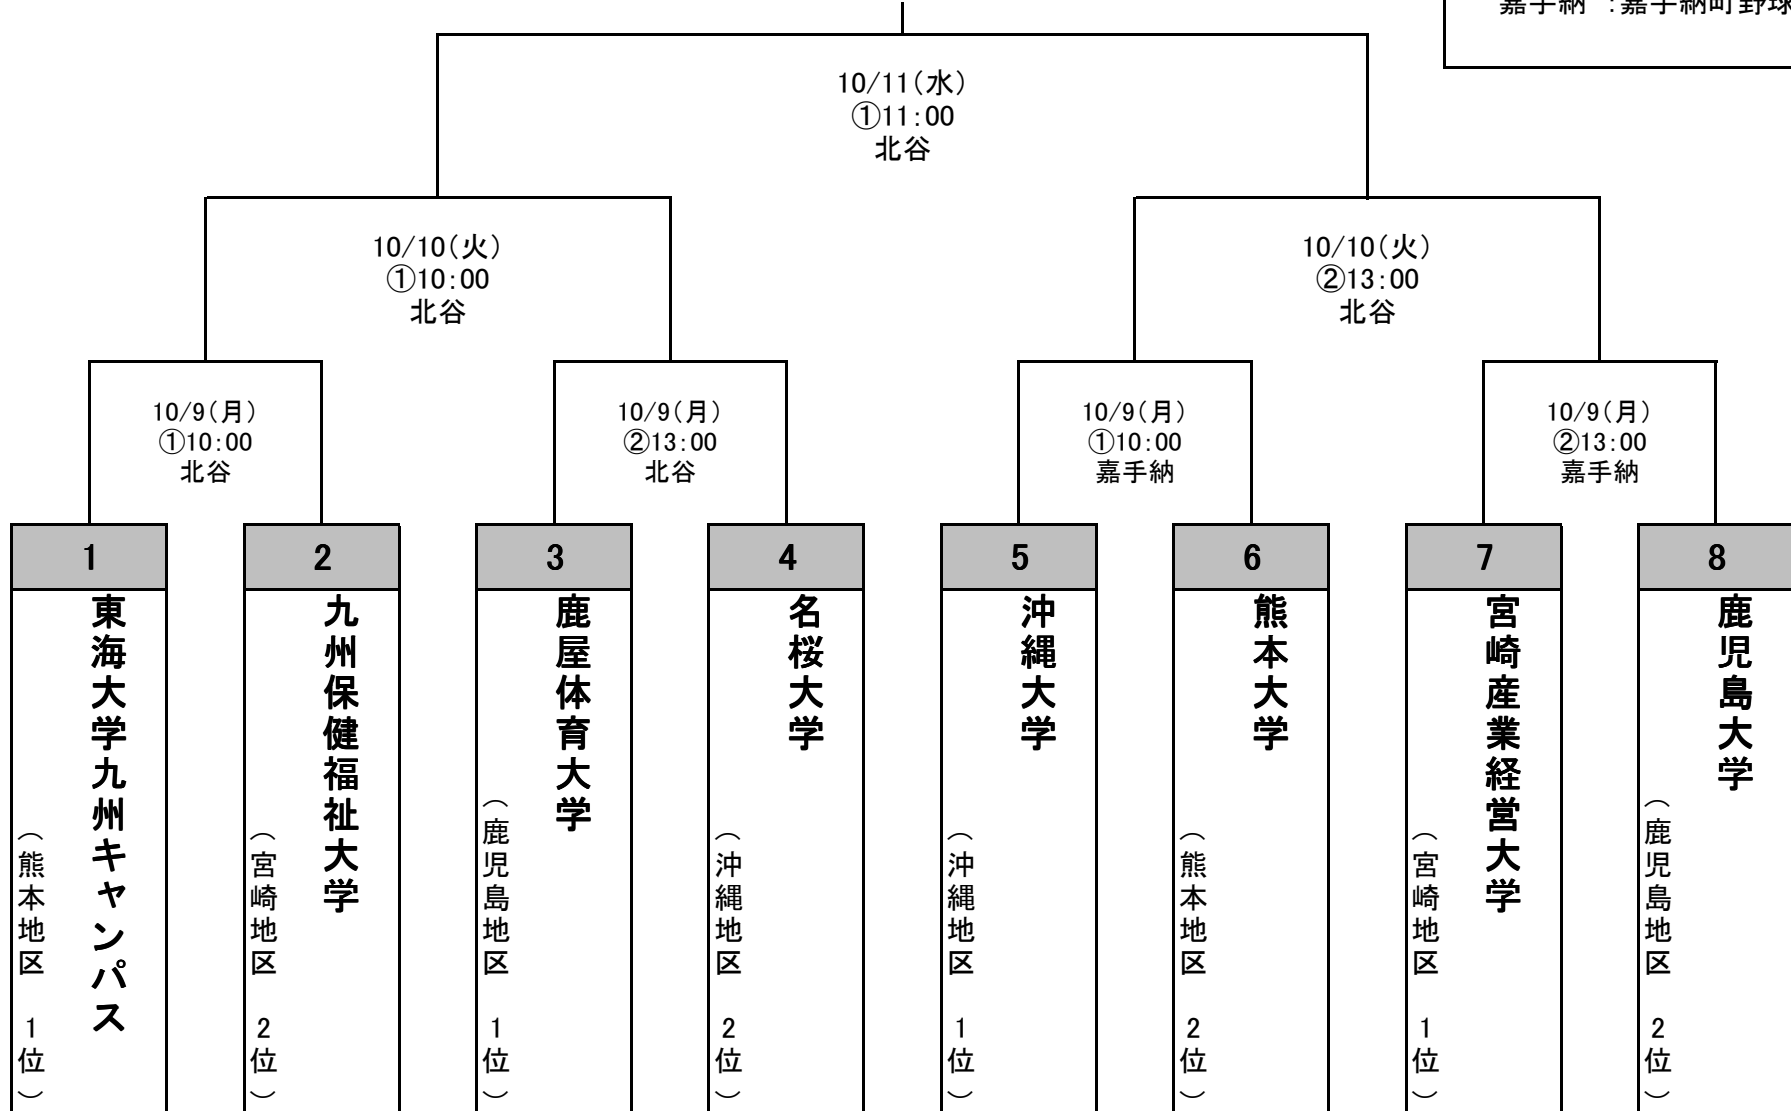 嘉手納 :嘉手納町野球
10/11(水)
①11:00
北谷
10/10(火)
①10:00
北谷
10/10(火)
②13:00
北谷
10/9(月)
①10:00
北谷
10/9(月)
②13:00
北谷
10/9(月)
①10:00
嘉手納
10/9(月)
②13:00
嘉手納
1
東海大学九州キャンパス
(熊本地区 1位)
2
九州保健福祉大学
(宮崎地区 2位)
3
鹿屋体育大学
(鹿児島地区 1位)
4
名桜大学
(沖縄地区 2位)
5
沖縄大学
(沖縄地区 1位)
6
熊本大学
(熊本地区 2位)
7
宮崎産業経営大学
(宮崎地区 1位)
8
鹿児島大学
(鹿児島地区 2位)